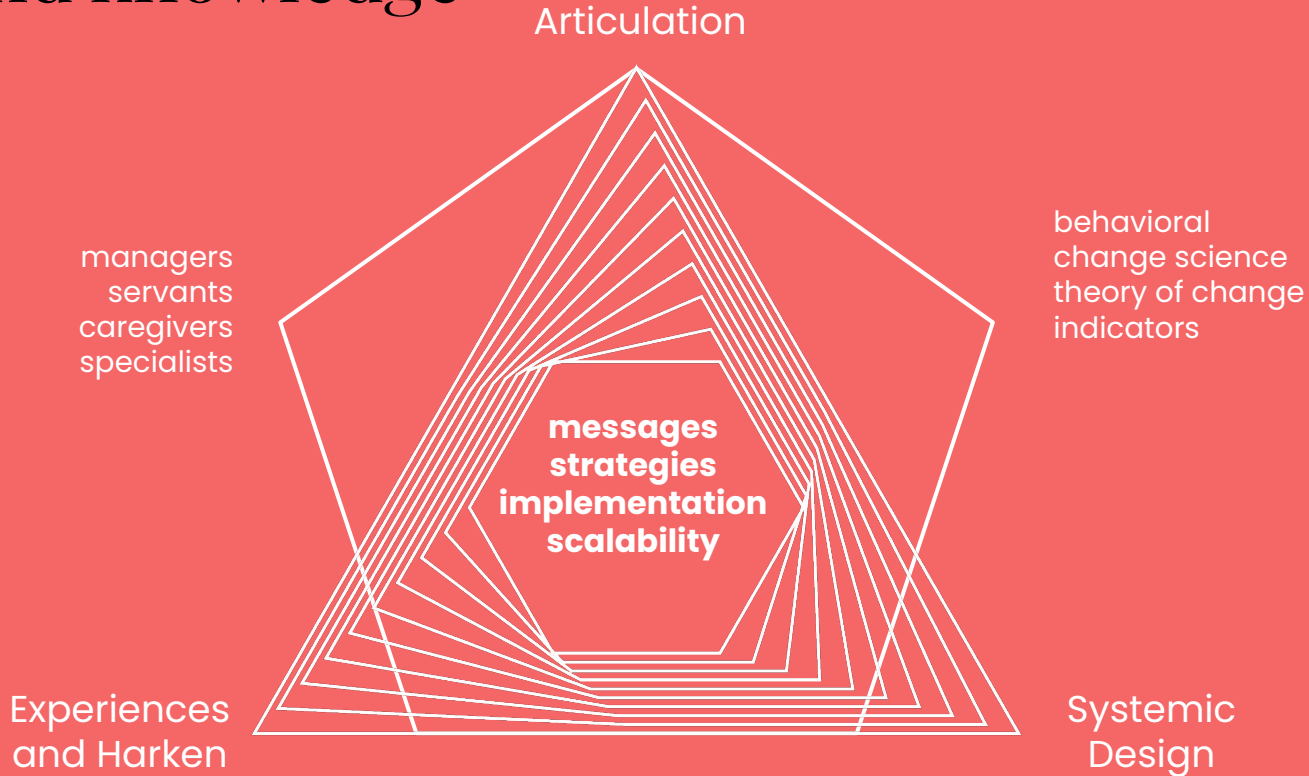 knowledge
Articulation
managers
servants
caregivers
specialists
behavioral
change science
theory of change
indicators
messages
strategies
implementation
scalability
Experiences
and Harken
Systemic
Design